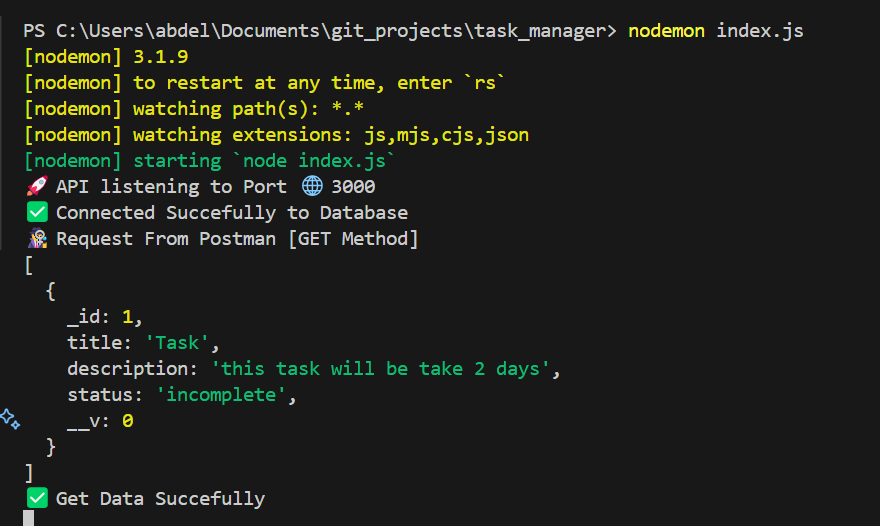 PS C:\Users\abdel\Documents\git_projects\task_manager> nodemon index.js
[nodemon] 3.1.9
[nodemon] to restart at any time, enter `rs`
[nodemon] watching path(s): *.*
[nodemon] watching extensions: js,mjs,cjs,json
[nodemon] starting `node index.js`
🚀 API listening to Port 🌐 3000
✅ Connected Succefully to Database
👩‍🚀 Request From Postman [GET Method]
[
  {
    _id: 1,
    title: 'Task',
    description: 'this task will be take 2 days',
    status: 'incomplete',
    __v: 0
  }
]
✅ Get Data Succefully